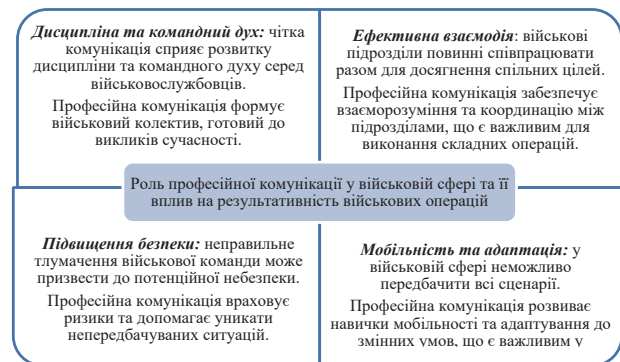 Дисципліна та командний дух: чітка
комунікація сприяє розвитку
дисципліни та командного духу серед
військовослужбовців.
Професійна комунікація формує
військовий колектив, готовий до
викликів сучасності.
Ефективна взаємодія: військові
підрозділи повинні співпрацювати
разом для досягнення спільних цілей.
Професійна комунікація забезпечує
взаєморозуміння та координацію між
підрозділами, що є важливим для
виконання складних операцій.
Роль професійної комунікації у військовій сфері та її
вплив на результативність військових операцій
Підвищення безпеки: неправильне
тлумачення військової команди може
призвести до потенційної небезпеки.
Професійна комунікація враховує
ризики та допомагає уникати
непередбачуваних ситуацій.
Мобільність та адаптація: у
військовій сфері неможливо
передбачити всі сценарії.
Професійна комунікація розвиває
навички мобільності та адаптування до
змінних умов, що є важливим у